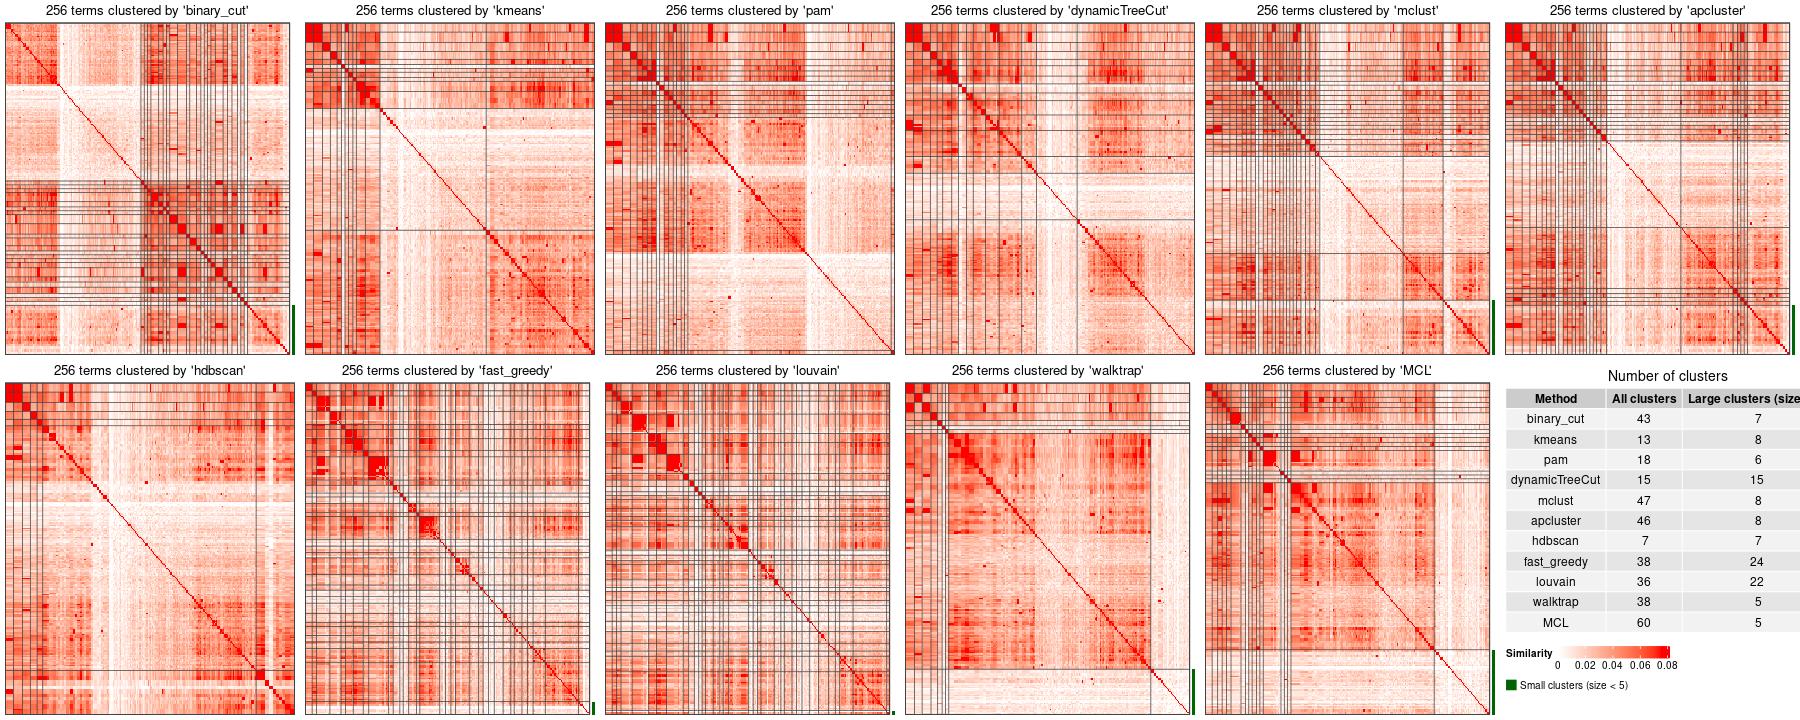 256 terms clustered by 'binary_cut'
256 terms clustered by 'kmeans'
256 terms clustered by 'pam'
256 terms clustered by 'dynamicTreeCut'
256 terms clustered by 'mclust'
256 terms clustered by 'apcluster'
256 terms clustered by 'hdbscan'
256 terms clustered by 'fast_greedy'
256 terms clustered by 'louvain'
256 terms clustered by 'walktrap'
256 terms clustered by 'MCL'
Number of clusters
Method All clusters Large clusters (size
binary_cut 43 7
kmeans 13 8
pam 18 6
dynamicTreeCut 15 15
mclust 47 8
apcluster 46 8
hdbscan 7 7
fast_greedy 38 24
louvain 36 22
walktrap 38 5
MCL 60 5
Similarity
0 0.02 0.04 0.06 0.08
Small clusters (size < 5)